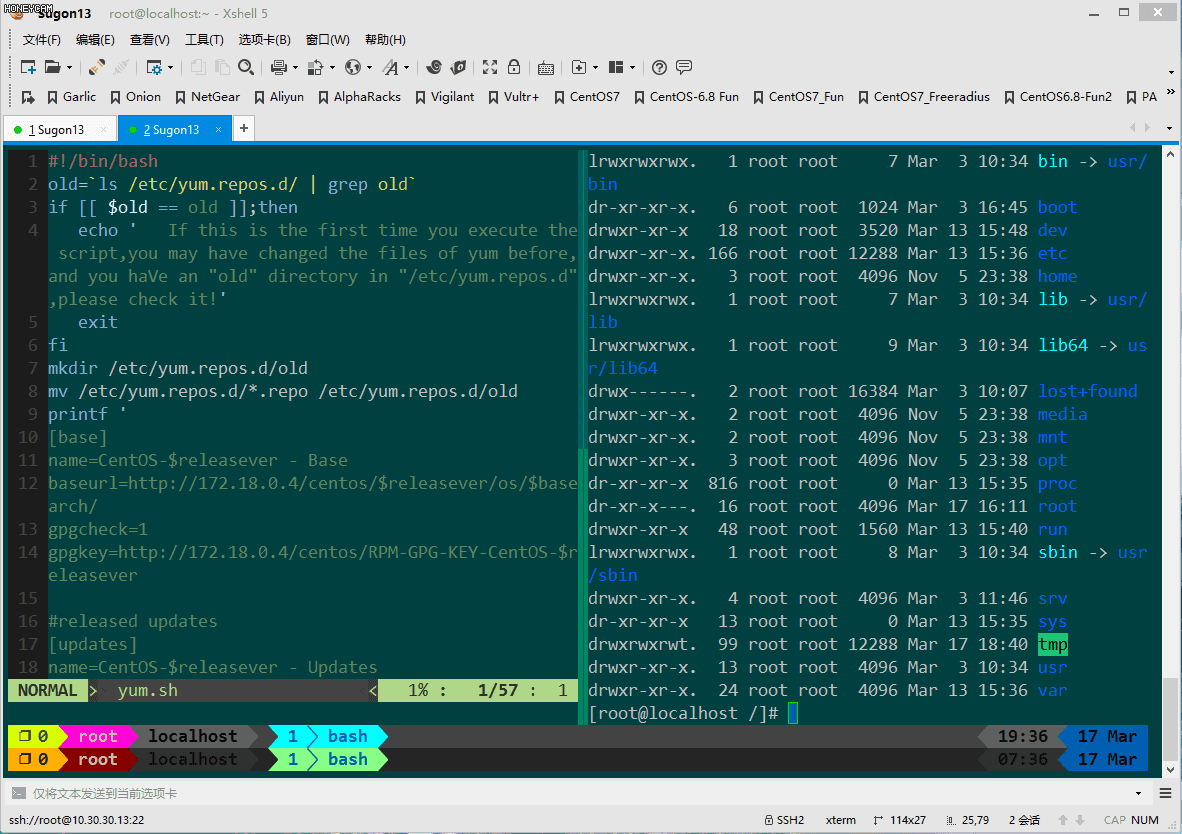 HONEYCAM
sugon13 root@localhost:~ - Xshell 5
文件(F) 编辑(E) 查看(V) 工具(T) 选项卡(B) 窗口(W) 帮助(H)
Garlic Onion NetGear Aliyun AlphaRacks Vigilant Vultr+ CentOS7 CentOS-6.8 Fun CentOS7_Fun CentOS7_Freeradius CentOS6.8-Fun2 PA »
1 Sugon13 × 2 Sugon13 × +
1 #!/bin/bash
2 old=`ls /etc/yum.repos.d/ | grep old`
3 if [[ $old == old ]];then
4    echo '   If this is the first time you execute the
 script,you may have changed the files of yum before,
and you haVe an "old" directory in "/etc/yum.repos.d"
,please check it!'
5    exit
6 fi
7 mkdir /etc/yum.repos.d/old
8 mv /etc/yum.repos.d/*.repo /etc/yum.repos.d/old
9 printf '
10 [base]
11 name=CentOS-$releasever - Base
12 baseurl=http://172.18.0.4/centos/$releasever/os/$base
arch/
13 gpgcheck=1
14 gpgkey=http://172.18.0.4/centos/RPM-GPG-KEY-CentOS-$r
eleasever
15
16 #released updates
17 [updates]
18 name=CentOS-$releasever - Updates
NORMAL > yum.sh < 1% : 1/57 : 1
lrwxrwxrwx.   1 root root     7 Mar  3 10:34 bin -> usr/
bin
dr-xr-xr-x.   6 root root  1024 Mar  3 16:45 boot
drwxr-xr-x   18 root root  3520 Mar 13 15:48 dev
drwxr-xr-x. 166 root root 12288 Mar 13 15:36 etc
drwxr-xr-x.   3 root root  4096 Nov  5 23:38 home
lrwxrwxrwx.   1 root root     7 Mar  3 10:34 lib -> usr/
lib
lrwxrwxrwx.   1 root root     9 Mar  3 10:34 lib64 -> us
r/lib64
drwx------.   2 root root 16384 Mar  3 10:07 lost+found
drwxr-xr-x.   2 root root  4096 Nov  5 23:38 media
drwxr-xr-x.   2 root root  4096 Nov  5 23:38 mnt
drwxr-xr-x.   3 root root  4096 Nov  5 23:38 opt
dr-xr-xr-x  816 root root     0 Mar 13 15:35 proc
dr-xr-x---.  16 root root  4096 Mar 17 16:11 root
drwxr-xr-x   48 root root  1560 Mar 13 15:40 run
lrwxrwxrwx.   1 root root     8 Mar  3 10:34 sbin -> usr
/sbin
drwxr-xr-x.   4 root root  4096 Mar  3 11:46 srv
dr-xr-xr-x   13 root root     0 Mar 13 15:35 sys
drwxrwxrwt.  99 root root 12288 Mar 17 18:40 tmp
drwxr-xr-x.  13 root root  4096 Mar  3 10:34 usr
drwxr-xr-x.  24 root root  4096 Mar 13 15:36 var
[root@localhost /]#
0 root localhost 1 bash 19:36 17 Mar
0 root localhost 1 bash 07:36 17 Mar
仅将文本发送到当前选项卡
ssh://root@10.30.30.13:22 SSH2 xterm 114x27 25,79 2 会话 CAP NUM